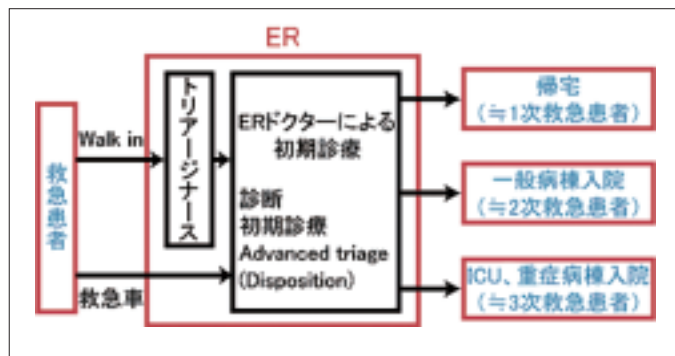 ER
救急患者
Walk in
救急車
トリアージナース
ERドクターによる
初期診療
診断
初期診療
Advanced triage
(Disposition)
帰宅
(≒1次救急患者)
一般病棟入院
(≒2次救急患者)
ICU、重症病棟入院
(≒3次救急患者)